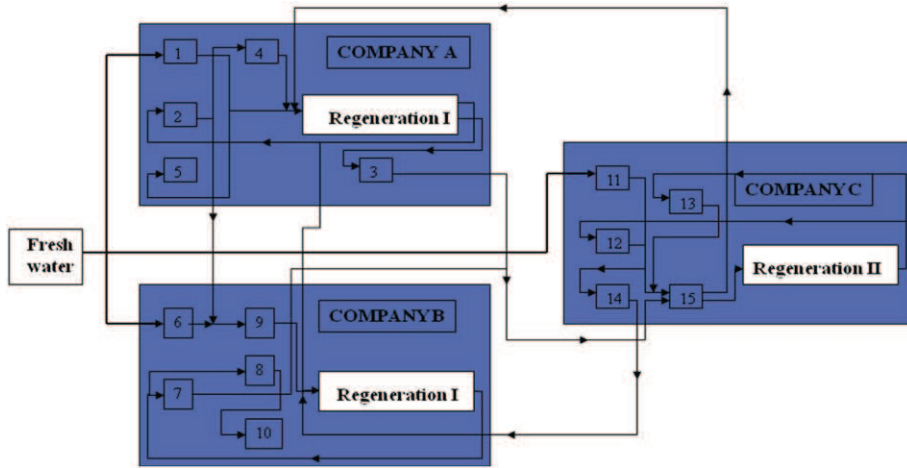 COMPANY A
1
4
Regeneration I
2
5
3
Fresh
water
COMPANYC
11
13
12
Regeneration II
14
15
COMPANYB
6
9
8
7
Regeneration I
10